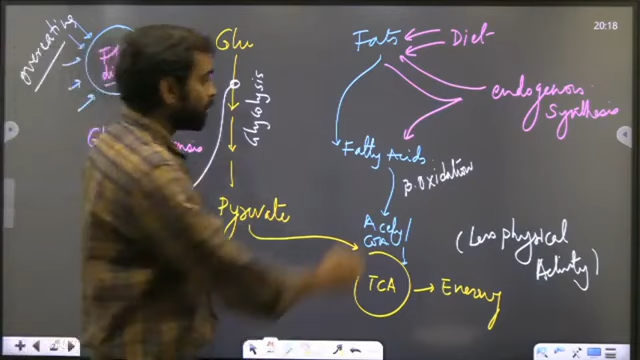 20:18
overeating
Glu
Glycolysis
Pyruvate
Fats
Diet
endogenous
Synthesis
Fatty Acids
β.Oxidation
Acetyl
COA
TCA
Energy
(Less physical
Activity)